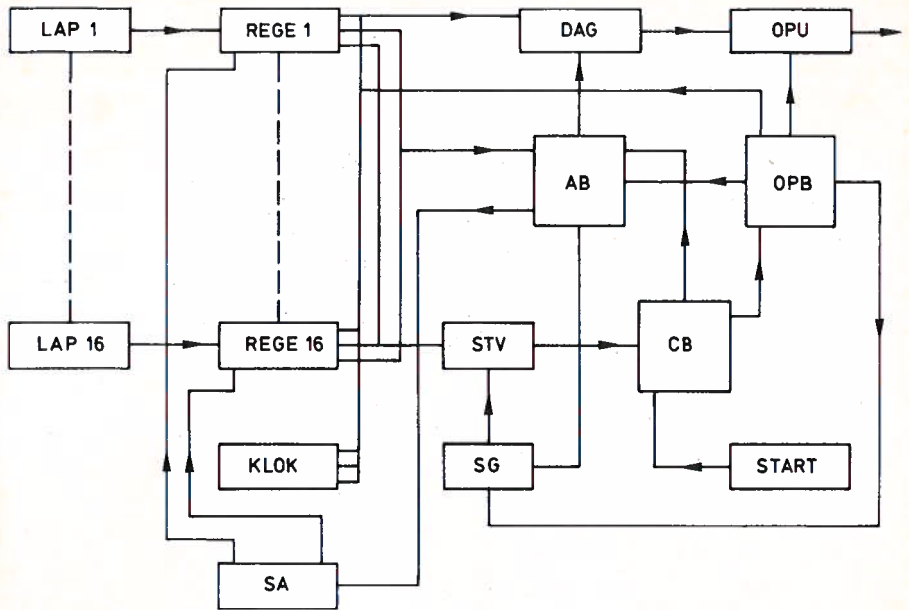 LAP 1
REGE 1
DAG
OPU
AB
OPB
LAP 16
REGE 16
STV
CB
KLOK
SG
START
SA